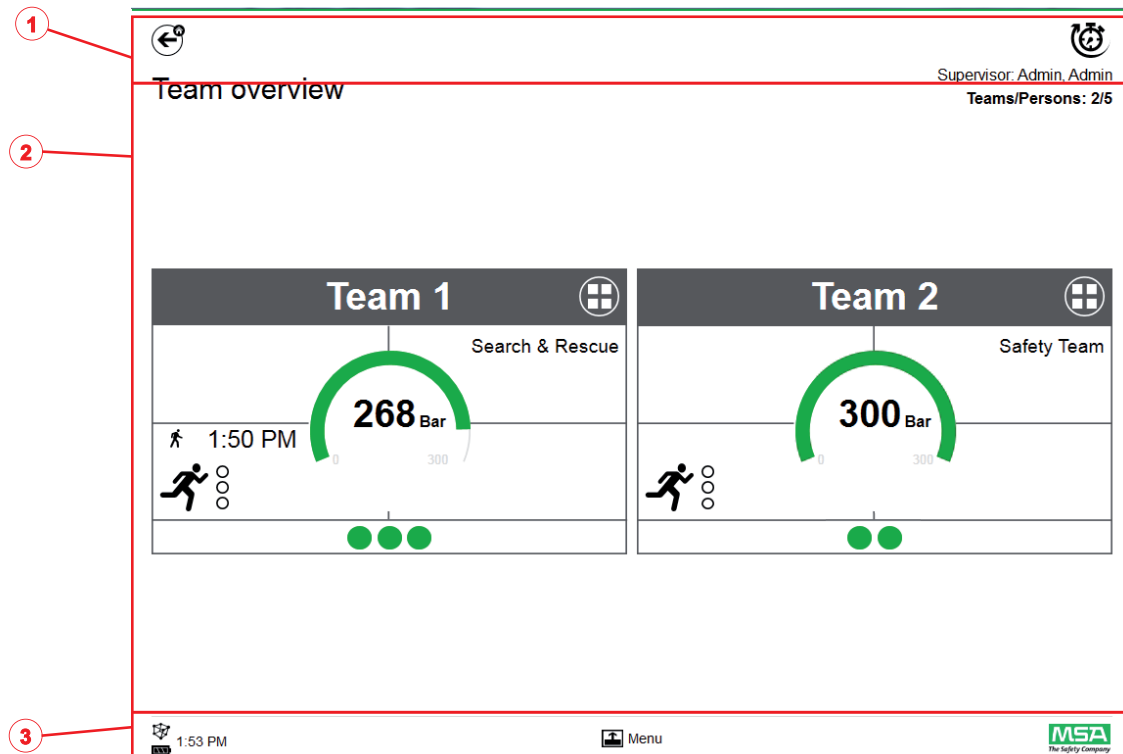 1
Supervisor: Admin, Admin
Team overview
Teams/Persons: 2/5
2
Team 1
Search & Rescue
268 Bar
0 300
1:50 PM
Team 2
Safety Team
300 Bar
0 300
3
1:53 PM
Menu
MSA
The Safety Company